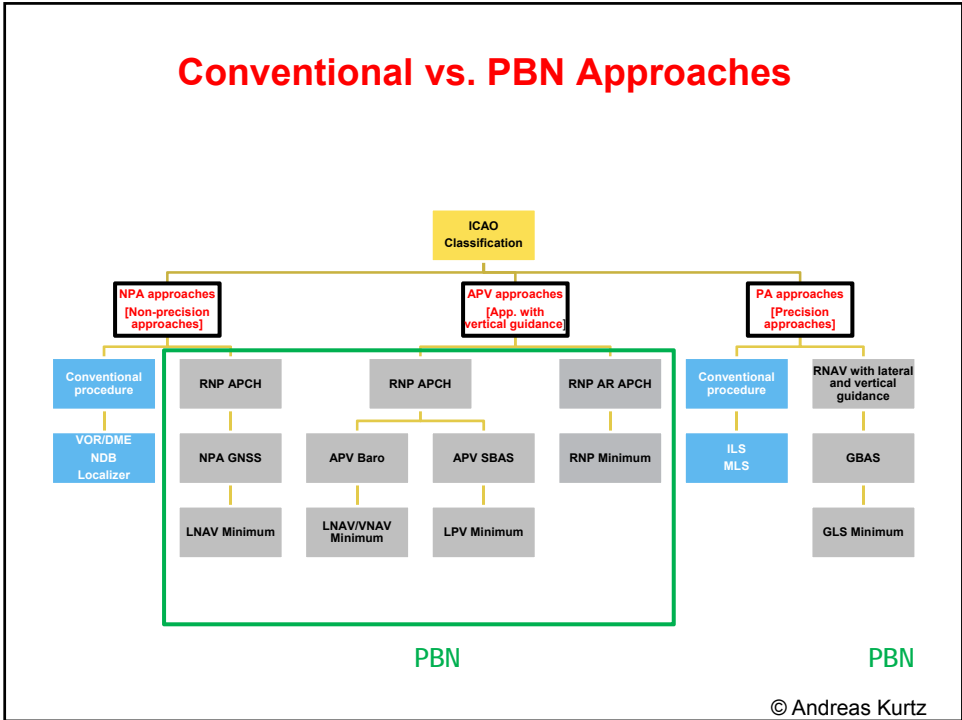 Conventional vs. PBN Approaches
ICAO
Classification
NPA approaches
[Non-precision
approaches]
APV approaches
[App. with
vertical guidance]
PA approaches
[Precision
approaches]
Conventional
procedure
RNP APCH
RNP APCH
RNP AR APCH
Conventional
procedure
RNAV with lateral
and vertical
guidance
VOR/DME
NDB
Localizer
NPA GNSS
APV Baro
APV SBAS
RNP Minimum
ILS
MLS
GBAS
LNAV Minimum
LNAV/VNAV
Minimum
LPV Minimum
GLS Minimum
PBN
PBN
© Andreas Kurtz